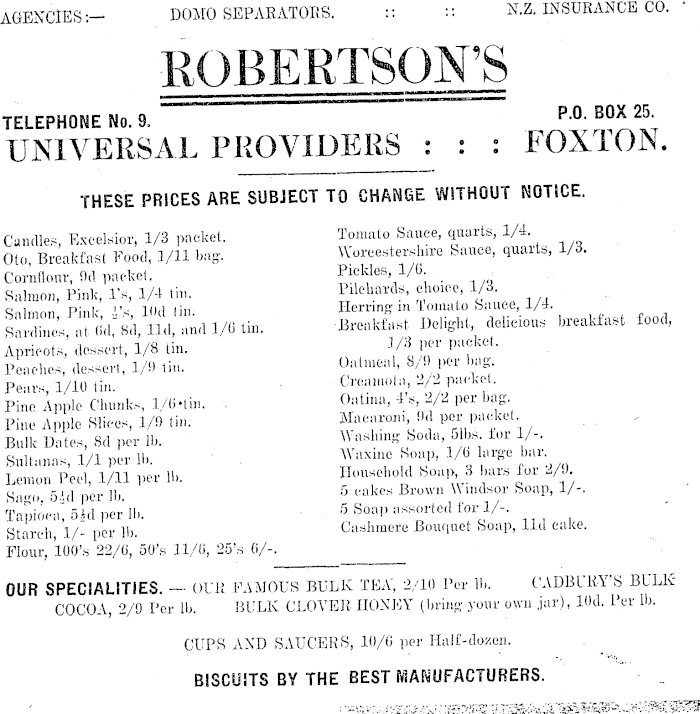 AGENCIES:— DOMO SEPARATORS. :: :: N.Z. INSURANCE CO.
ROBERTSON'S
TELEPHONE No. 9. P.O. BOX 25.
UNIVERSAL PROVIDERS : : : FOXTON.
THESE PRICES ARE SUBJECT TO CHANGE WITHOUT NOTICE.
Candles, Excelsior, 1/3 packet.
Oto, Breakfast Food, 1/11 bag.
Cornflour, 9d packet.
Salmon, Pink, 1's, 1/4 tin.
Salmon, Pink, ½'s, 10d tin.
Sardines, at 6d, 8d, 11d, and 1/6 tin.
Apricots, dessert, 1/8 tin.
Peaches, dessert, 1/9 tin.
Pears, 1/10 tin.
Pine Apple Chunks, 1/6 tin.
Pine Apple Slices, 1/9 tin.
Bulk Dates, 8d per lb.
Sultanas, 1/1 per lb.
Lemon Peel, 1/11 per lb.
Sago, 5½d per lb.
Tapioca, 5½d per lb.
Starch, 1/- per lb.
Flour, 100's 22/6, 50's 11/6, 25's 6/-.
Tomato Sauce, quarts, 1/4.
Worcestershire Sauce, quarts, 1/3.
Pickles, 1/6.
Pilchards, choice, 1/3.
Herring in Tomato Sauce, 1/4.
Breakfast Delight, delicious breakfast food,
1/3 per packet.
Oatmeal, 8/9 per bag.
Creamota, 2/2 packet.
Oatina, 4's, 2/2 per bag.
Macaroni, 9d per packet.
Washing Soda, 5lbs. for 1/-.
Waxine Soap, 1/6 large bar.
Household Soap, 3 bars for 2/9.
5 cakes Brown Windsor Soap, 1/-.
5 Soap assorted for 1/-.
Cashmere Bouquet Soap, 11d cake.
OUR SPECIALITIES. — OUR FAMOUS BULK TEA, 2/10 Per lb. CADBURY'S BULK
COCOA, 2/9 Per lb. BULK CLOVER HONEY (bring your own jar), 10d. Per lb.
CUPS AND SAUCERS, 10/6 per Half-dozen.
BISCUITS BY THE BEST MANUFACTURERS.